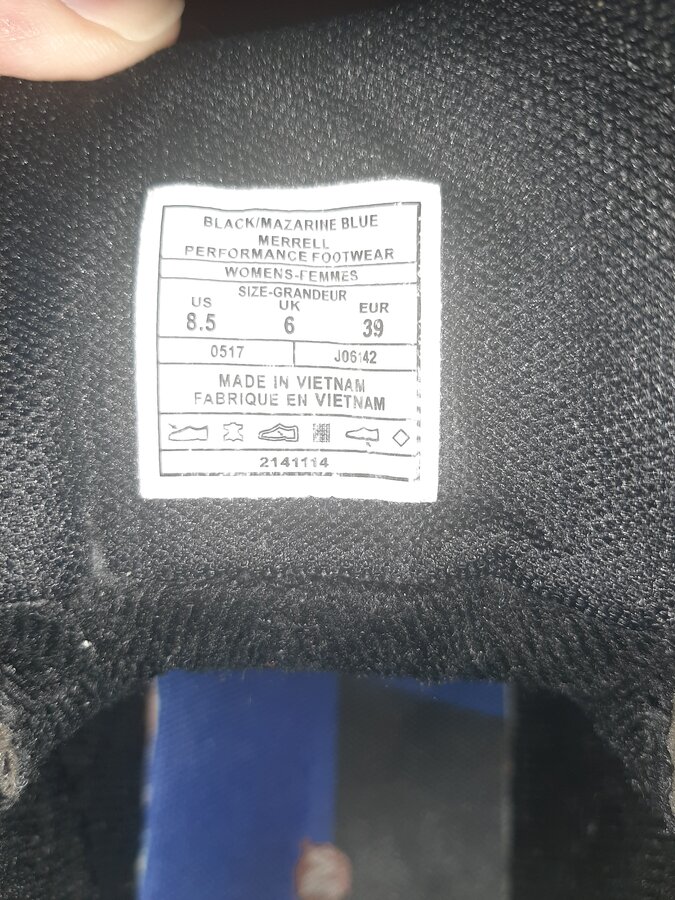 BLACK/MAZARINE BLUE
MERRELL
PERFORMANCE FOOTWEAR
WOMENS-FEMMES
SIZE-GRANDEUR
US UK EUR
8.5 6 39
0517 J06142
MADE IN VIETNAM
FABRIQUE EN VIETNAM
2141114